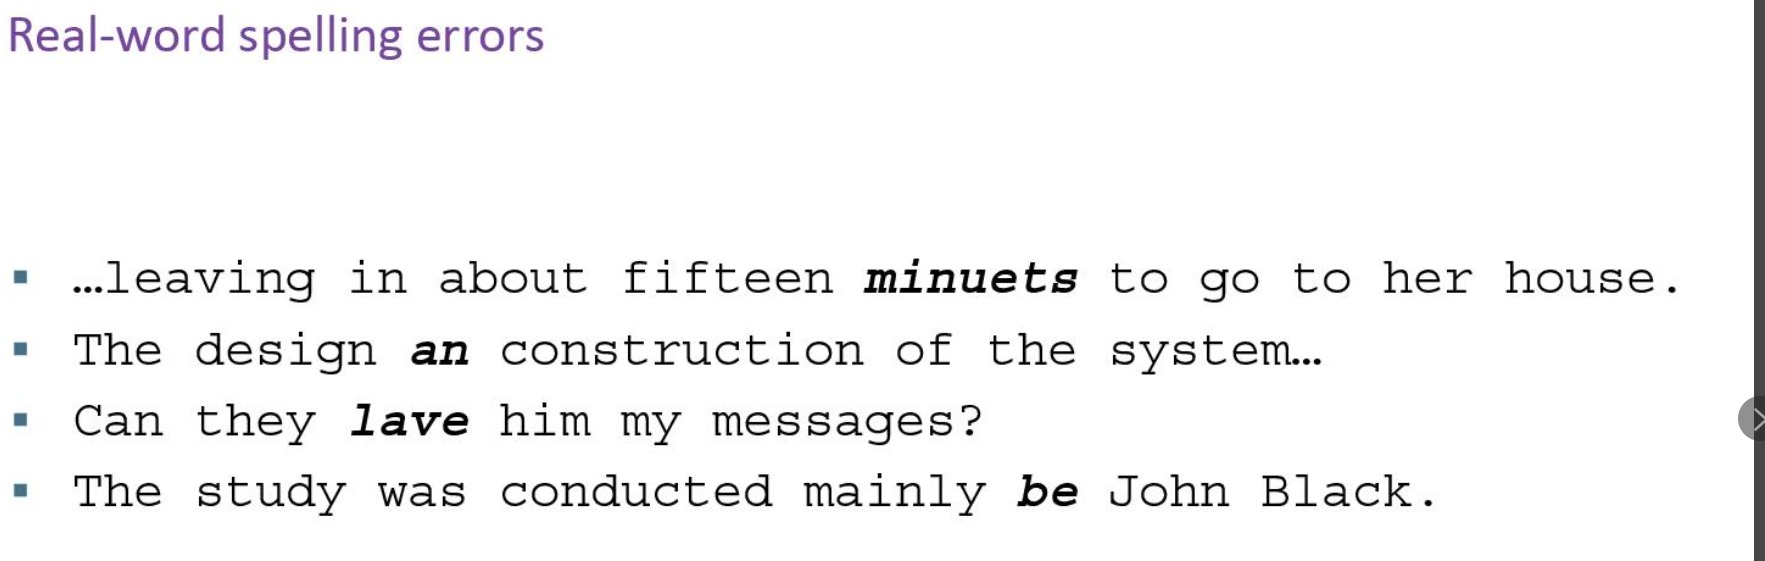 Real-word spelling errors
…leaving in about fifteen minuets to go to her house.
The design an construction of the system…
Can they lave him my messages?
The study was conducted mainly be John Black.